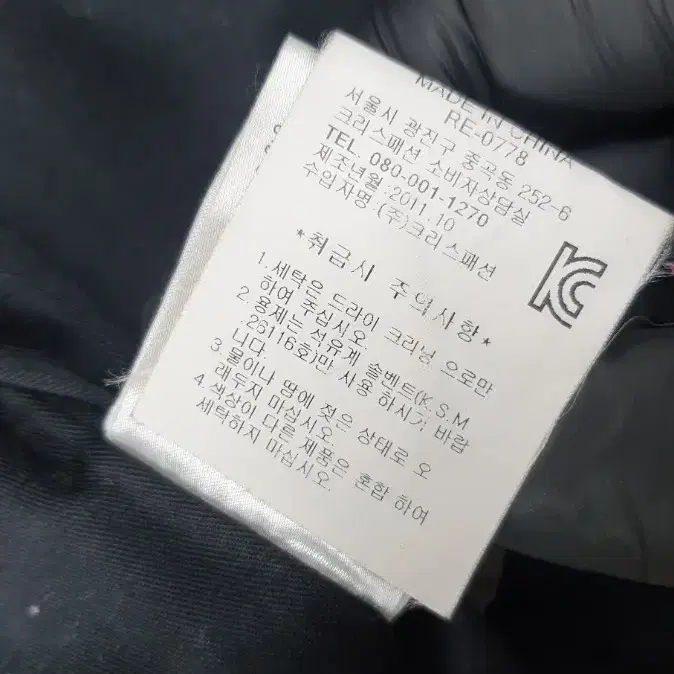 MADE IN CHINA
RE-0778
서울시 광진구 중곡동 252-6
크리스패션 소비자상담실
TEL. 080-001-1270
제조년월 : 2011.10
수입자명 (주)크리스패션
*취급시 주의사항*
1. 세탁은 드라이 크리닝 으로만
하여 주십시오
2. 용제는 석유계 솔벤트(K.S.M
26116호)만 사용 하시기 바랍
니다.
3. 물이나 땀에 젖은 상태로 오
래두지 마십시오.
4. 색상이 다른 제품은 혼합 하여
세탁하지 마십시오.